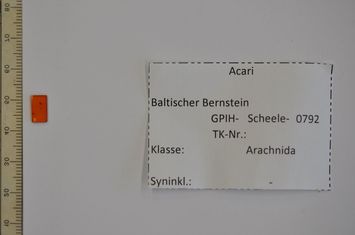 Acari
Baltischer Bernstein
GPIH- Scheele- 0792
TK-Nr.:
Klasse: Arachnida
Syninkl.: -